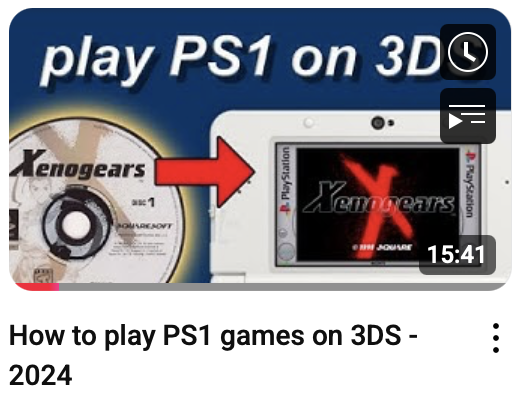 play PS1 on 3DS
Xenogears
DISC 1
SQUARESOFT
PlayStation
Xenogears
© 1998 SQUARE
PlayStation
15:41
How to play PS1 games on 3DS -
2024